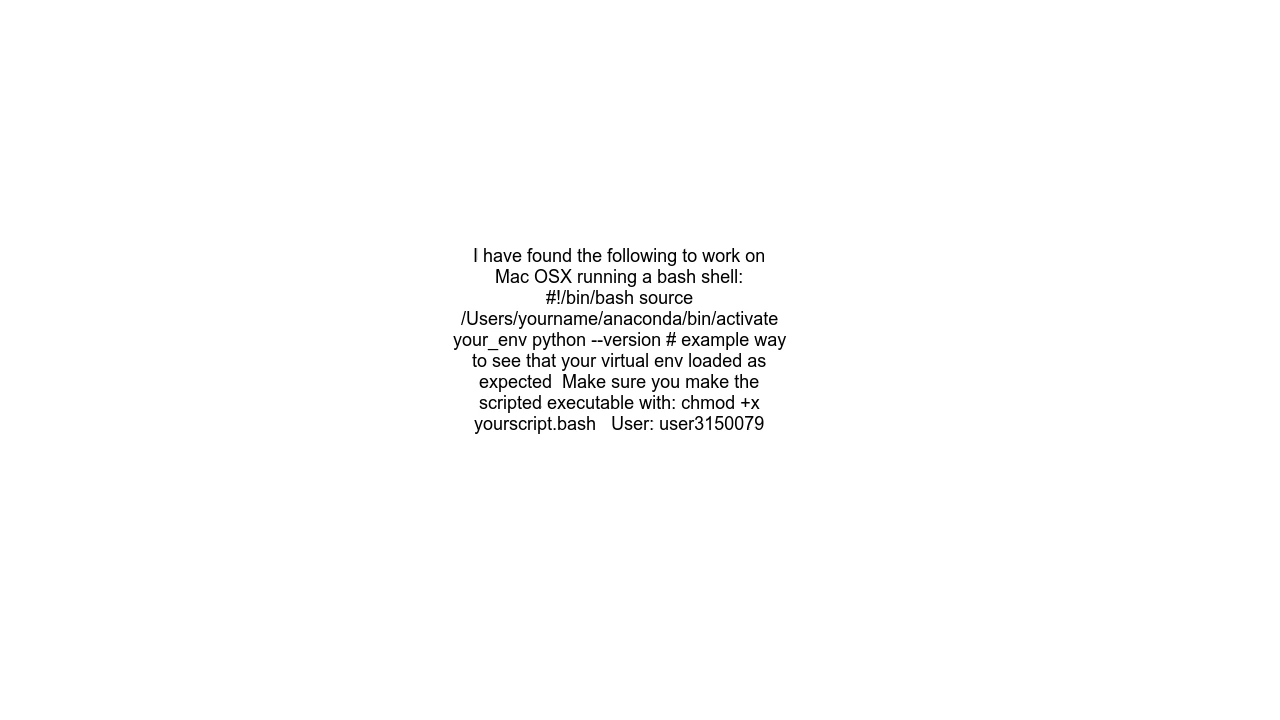 I have found the following to work on
Mac OSX running a bash shell:
#!/bin/bash source
/Users/yourname/anaconda/bin/activate
your_env python --version # example way
to see that your virtual env loaded as
expected  Make sure you make the
scripted executable with: chmod +x
yourscript.bash   User: user3150079